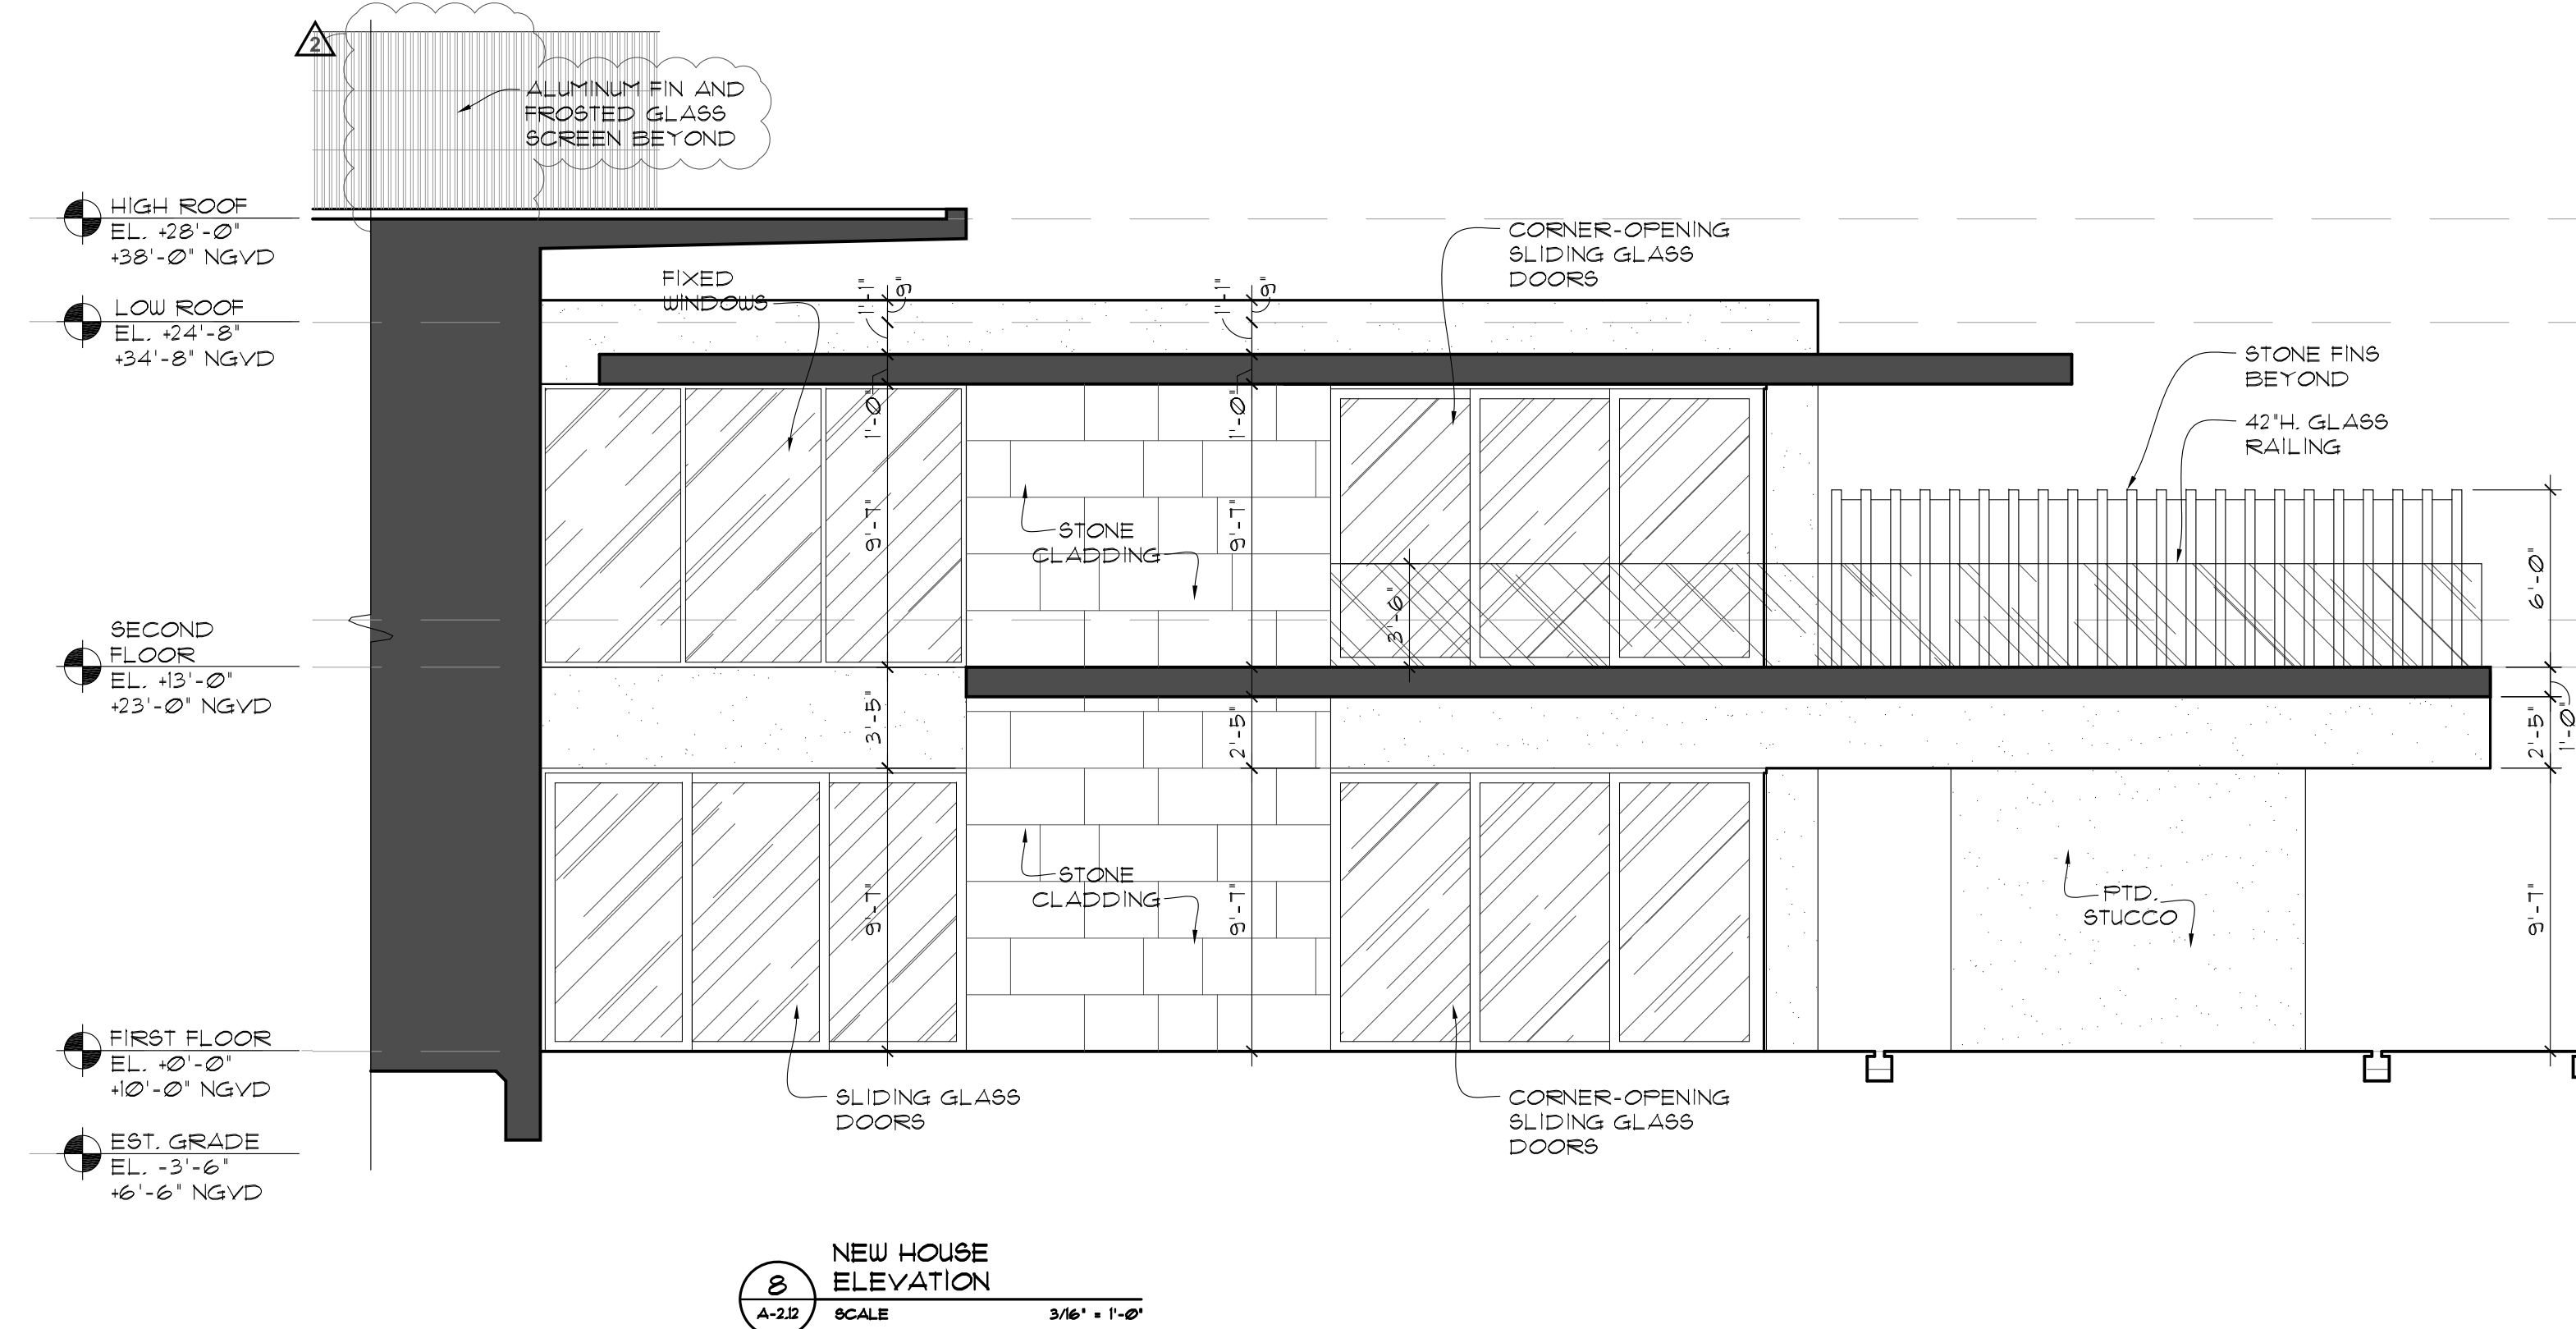 2
ALUMINUM FIN AND
FROSTED GLASS
SCREEN BEYOND
HIGH ROOF
EL. +28'-0"
+38'-0" NGVD
LOW ROOF
EL. +24'-8"
+34'-8" NGVD
SECOND
FLOOR
EL. +13'-0"
+23'-0" NGVD
FIRST FLOOR
EL. +0'-0"
+10'-0" NGVD
EST. GRADE
EL. -3'-6"
+6'-6" NGVD
FIXED
WINDOWS
1'-1"
9"
1'-0"
9'-7"
3'-5"
9'-7"
STONE
CLADDING
STONE
CLADDING
1'-1"
9"
1'-0"
9'-7"
2'-5"
9'-7"
CORNER-OPENING
SLIDING GLASS
DOORS
3'-6"
STONE FINS
BEYOND
42"H. GLASS
RAILING
6'-0"
2'-5"
1'-0"
9'-7"
PTD.
STUCCO
SLIDING GLASS
DOORS
CORNER-OPENING
SLIDING GLASS
DOORS
8
A-2.12
NEW HOUSE
ELEVATION
SCALE 3/16" = 1'-0"